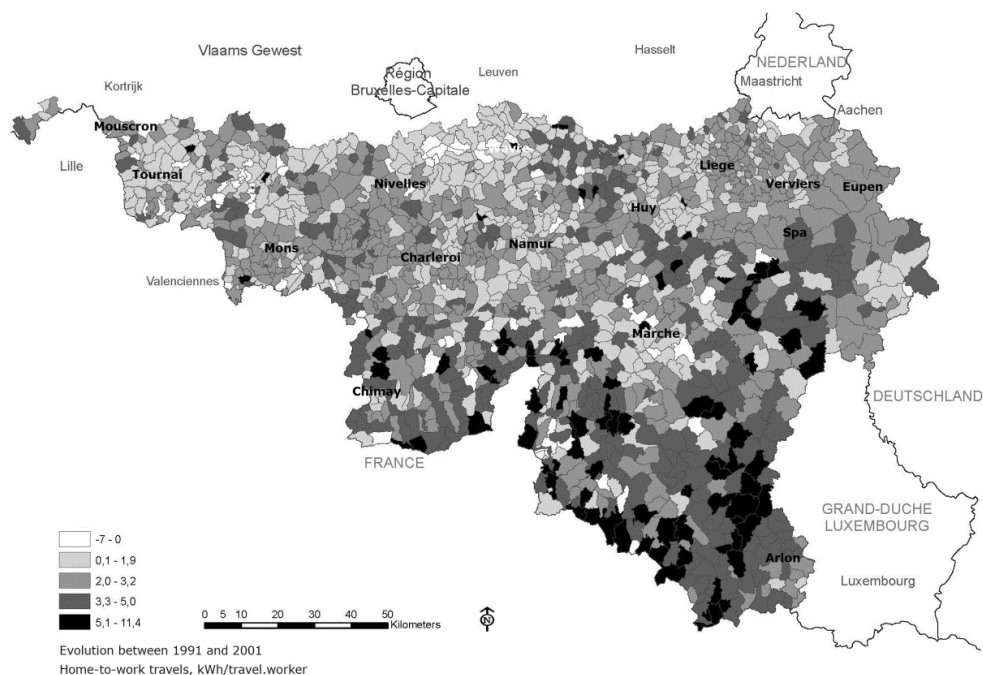 Vlaams Gewest
Hasselt
NEDERLAND
Maastricht
Région
Bruxelles-Capitale
Leuven
Kortrijk
Aachen
Mouscron
Lille
Tournai
Nivelles
Liege
Verviers
Eupen
Huy
Spa
Mons
Charleroi
Namur
Valenciennes
Marche
Chimay
DEUTSCHLAND
FRANCE
GRAND-DUCHE
LUXEMBOURG
Arlon
Luxembourg
-7 - 0
0,1 - 1,9
2,0 - 3,2
3,3 - 5,0
5,1 - 11,4
0 5 10 20 30 40 50
Kilometers
N
Evolution between 1991 and 2001
Home-to-work travels, kWh/travel.worker